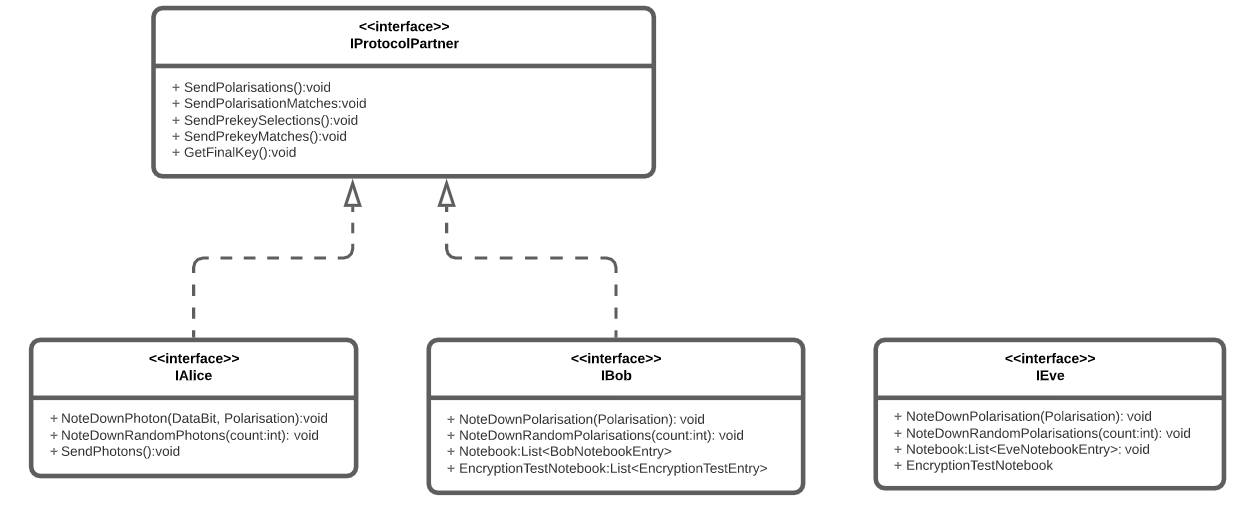 <<interface>>
IProtocolPartner
+ SendPolarisations():void
+ SendPolarisationMatches:void
+ SendPrekeySelections():void
+ SendPrekeyMatches():void
+ GetFinalKey():void
<<interface>>
IAlice
+ NoteDownPhoton(DataBit, Polarisation):void
+ NoteDownRandomPhotons(count:int): void
+ SendPhotons():void
<<interface>>
IBob
+ NoteDownPolarisation(Polarisation): void
+ NoteDownRandomPolarisations(count:int): void
+ Notebook:List<BobNotebookEntry>
+ EncryptionTestNotebook:List<EncryptionTestEntry>
<<interface>>
IEve
+ NoteDownPolarisation(Polarisation): void
+ NoteDownRandomPolarisations(count:int): void
+ Notebook:List<EveNotebookEntry>: void
+ EncryptionTestNotebook